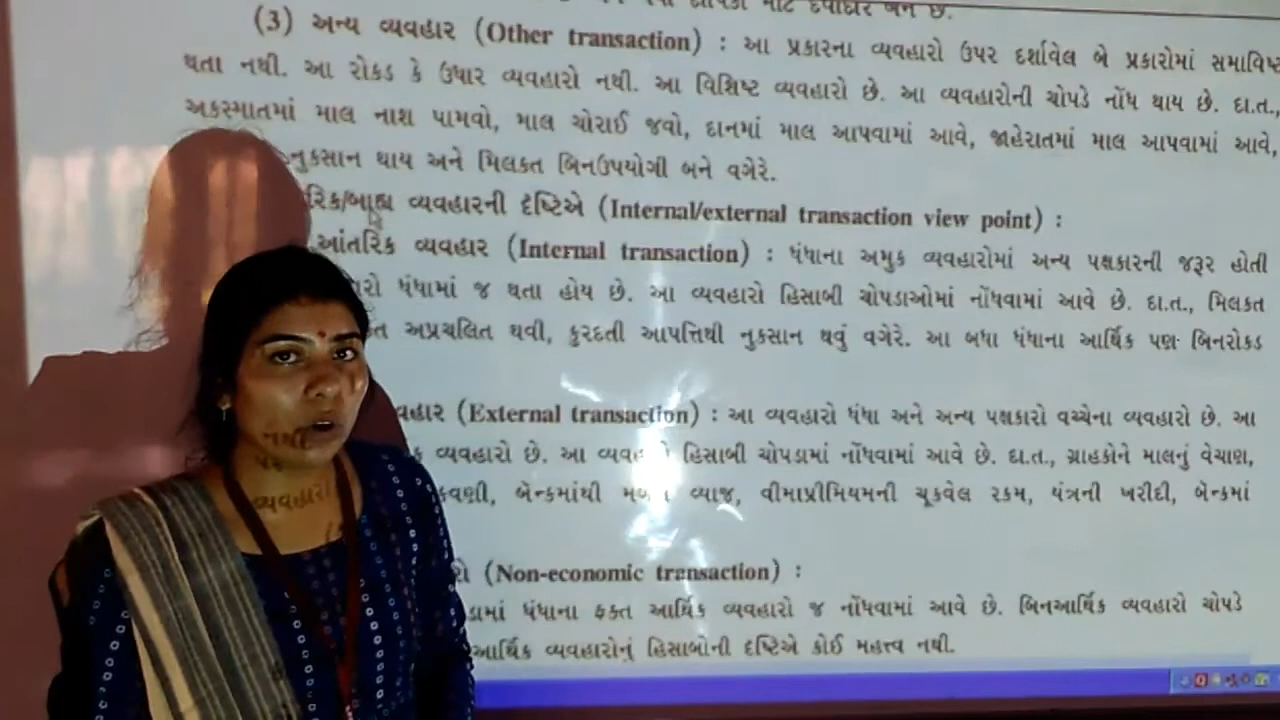 માટે દેવાદાર બને છે.
(3) અન્ય વ્યવહાર (Other transaction) : આ પ્રકારના વ્યવહારો ઉપર દર્શાવેલ બે પ્રકારોમાં સમાવિષ્ટ
થતા નથી. આ રોકડ કે ઉધાર વ્યવહારો નથી. આ વિશિષ્ટ વ્યવહારો છે. આ વ્યવહારોની ચોપડે નોંધ થાય છે. દા.ત.,
અકસ્માતમાં માલ નાશ પામવો, માલ ચોરાઈ જવો, દાનમાં માલ આપવામાં આવે, જાહેરાતમાં માલ આપવામાં આવે,
નુકસાન થાય અને મિલકત બિનઉપયોગી બને વગેરે.
રિક/બાહ્ય વ્યવહારની દૃષ્ટિએ (Internal/external transaction view point) :
આંતરિક વ્યવહાર (Internal transaction) : ધંધાના અમુક વ્યવહારોમાં અન્ય પક્ષકારની જરૂર હોતી
રો ધંધામાં જ થતા હોય છે. આ વ્યવહારો હિસાબી ચોપડાઓમાં નોંધવામાં આવે છે. દા.ત., મિલકત
ત અપ્રચલિત થવી, કુરદતી આપત્તિથી નુકસાન થવું વગેરે. આ બધા ધંધાના આર્થિક પણ બિનરોકડ
વહાર (External transaction) : આ વ્યવહારો ધંધા અને અન્ય પક્ષકારો વચ્ચેના વ્યવહારો છે. આ
વ્યવહારો છે. આ હિસાબી ચોપડામાં નોંધવામાં આવે છે. દા.ત., ગ્રાહકોને માલનું વેચાણ,
કવણી, બૅન્કમાંથી વ્યાજ, વીમાપ્રીમિયમની ચૂકવેલ રકમ, યંત્રની ખરીદી, બૅન્કમાં
રો (Non-economic transaction) :
ડામાં ધંધાના ફક્ત આર્થિક વ્યવહારો જ નોંધવામાં આવે છે. બિનઆર્થિક વ્યવહારો ચોપડે
આર્થિક વ્યવહારોનું હિસાબોની દૃષ્ટિએ કોઈ મહત્ત્વ નથી.